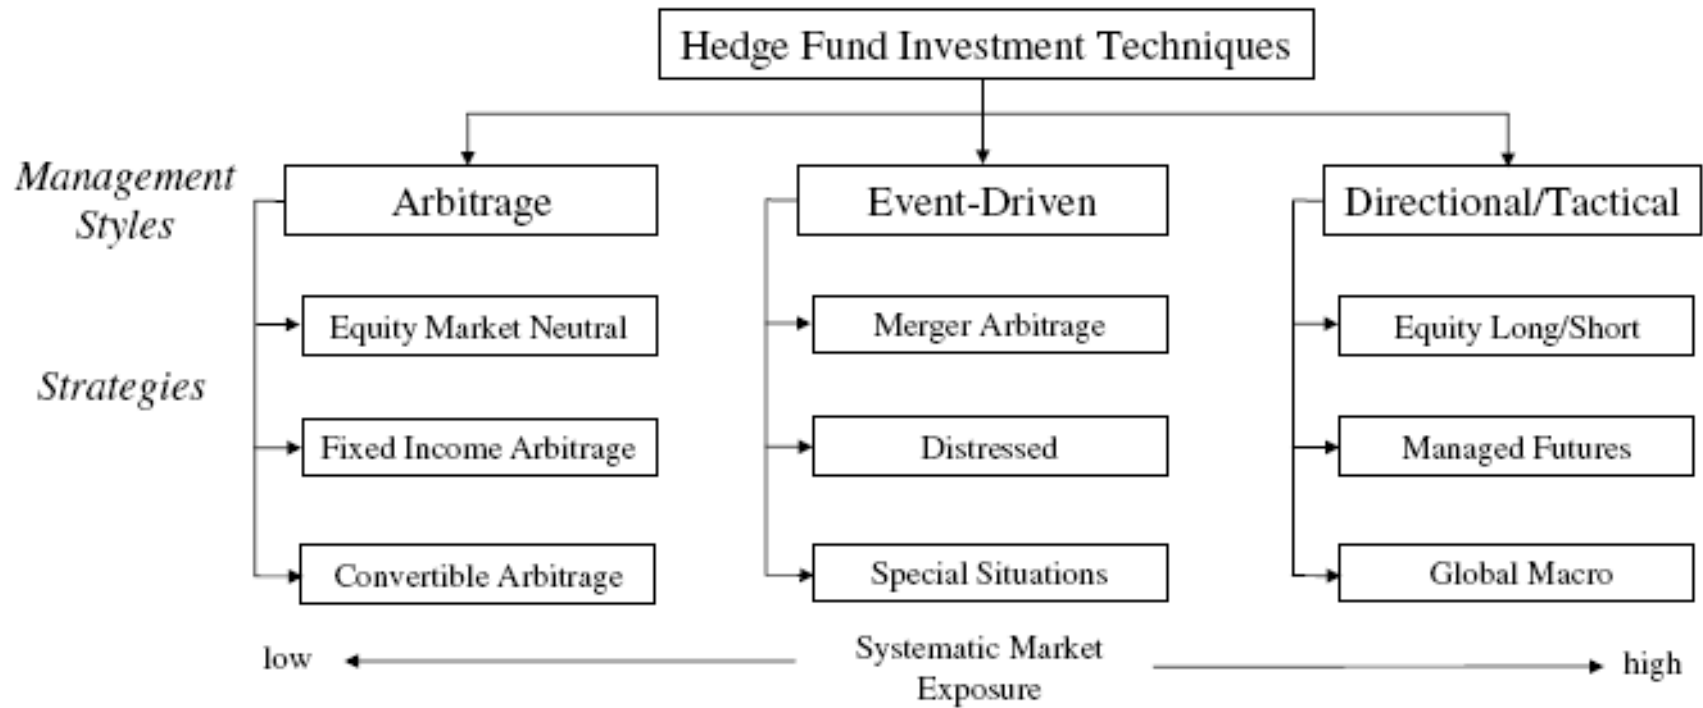 Hedge Fund Investment Techniques
Management
Styles
Arbitrage
Event-Driven
Directional/Tactical
Strategies
Equity Market Neutral
Merger Arbitrage
Equity Long/Short
Fixed Income Arbitrage
Distressed
Managed Futures
Convertible Arbitrage
Special Situations
Global Macro
low
Systematic Market
Exposure
high